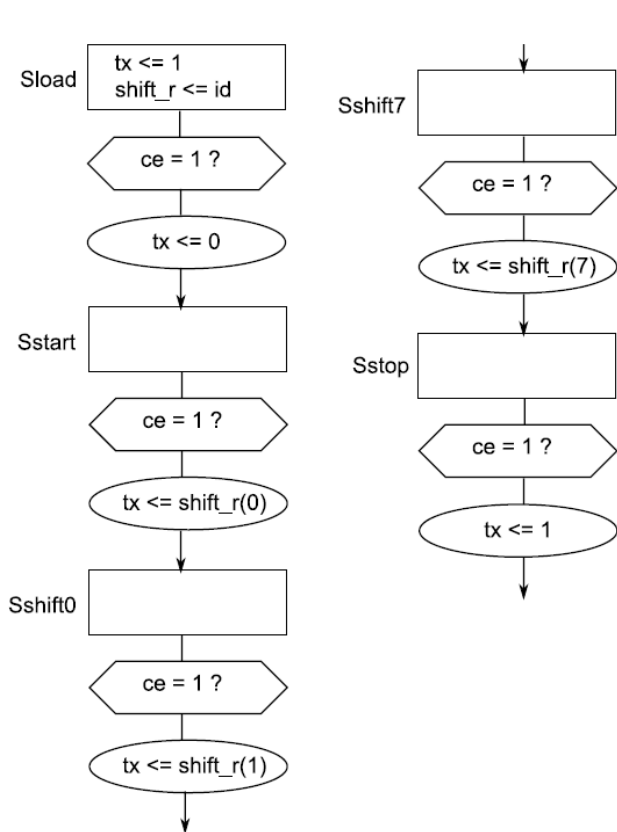 Sload
tx <= 1
shift_r <= id
ce = 1 ?
tx <= 0
Sstart
ce = 1 ?
tx <= shift_r(0)
Sshift0
ce = 1 ?
tx <= shift_r(1)
Sshift7
ce = 1 ?
tx <= shift_r(7)
Sstop
ce = 1 ?
tx <= 1